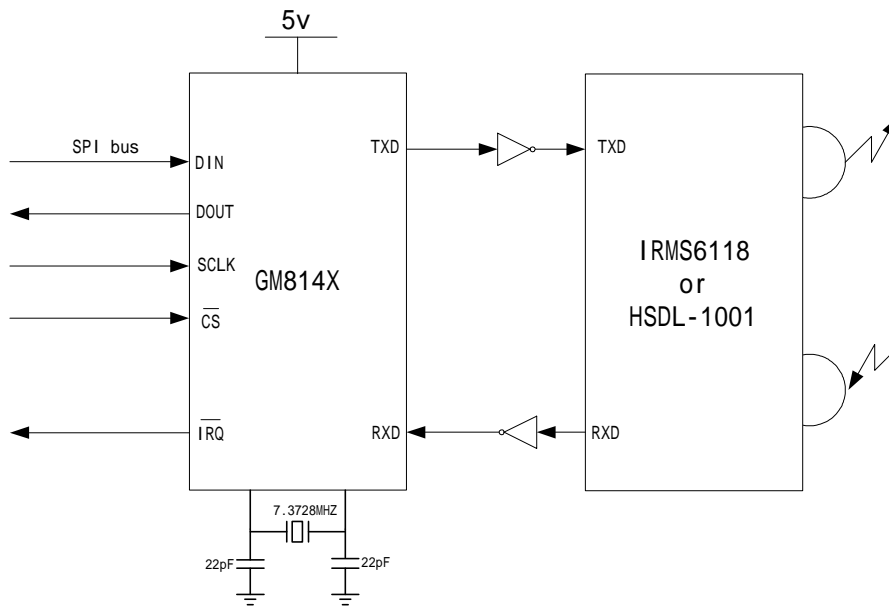 5v
SPI bus
DIN
DOUT
SCLK
CS
IRQ
TXD
GM814X
RXD
7.3728MHZ
22pF
22pF
TXD
IRMS6118
or
HSDL-1001
RXD